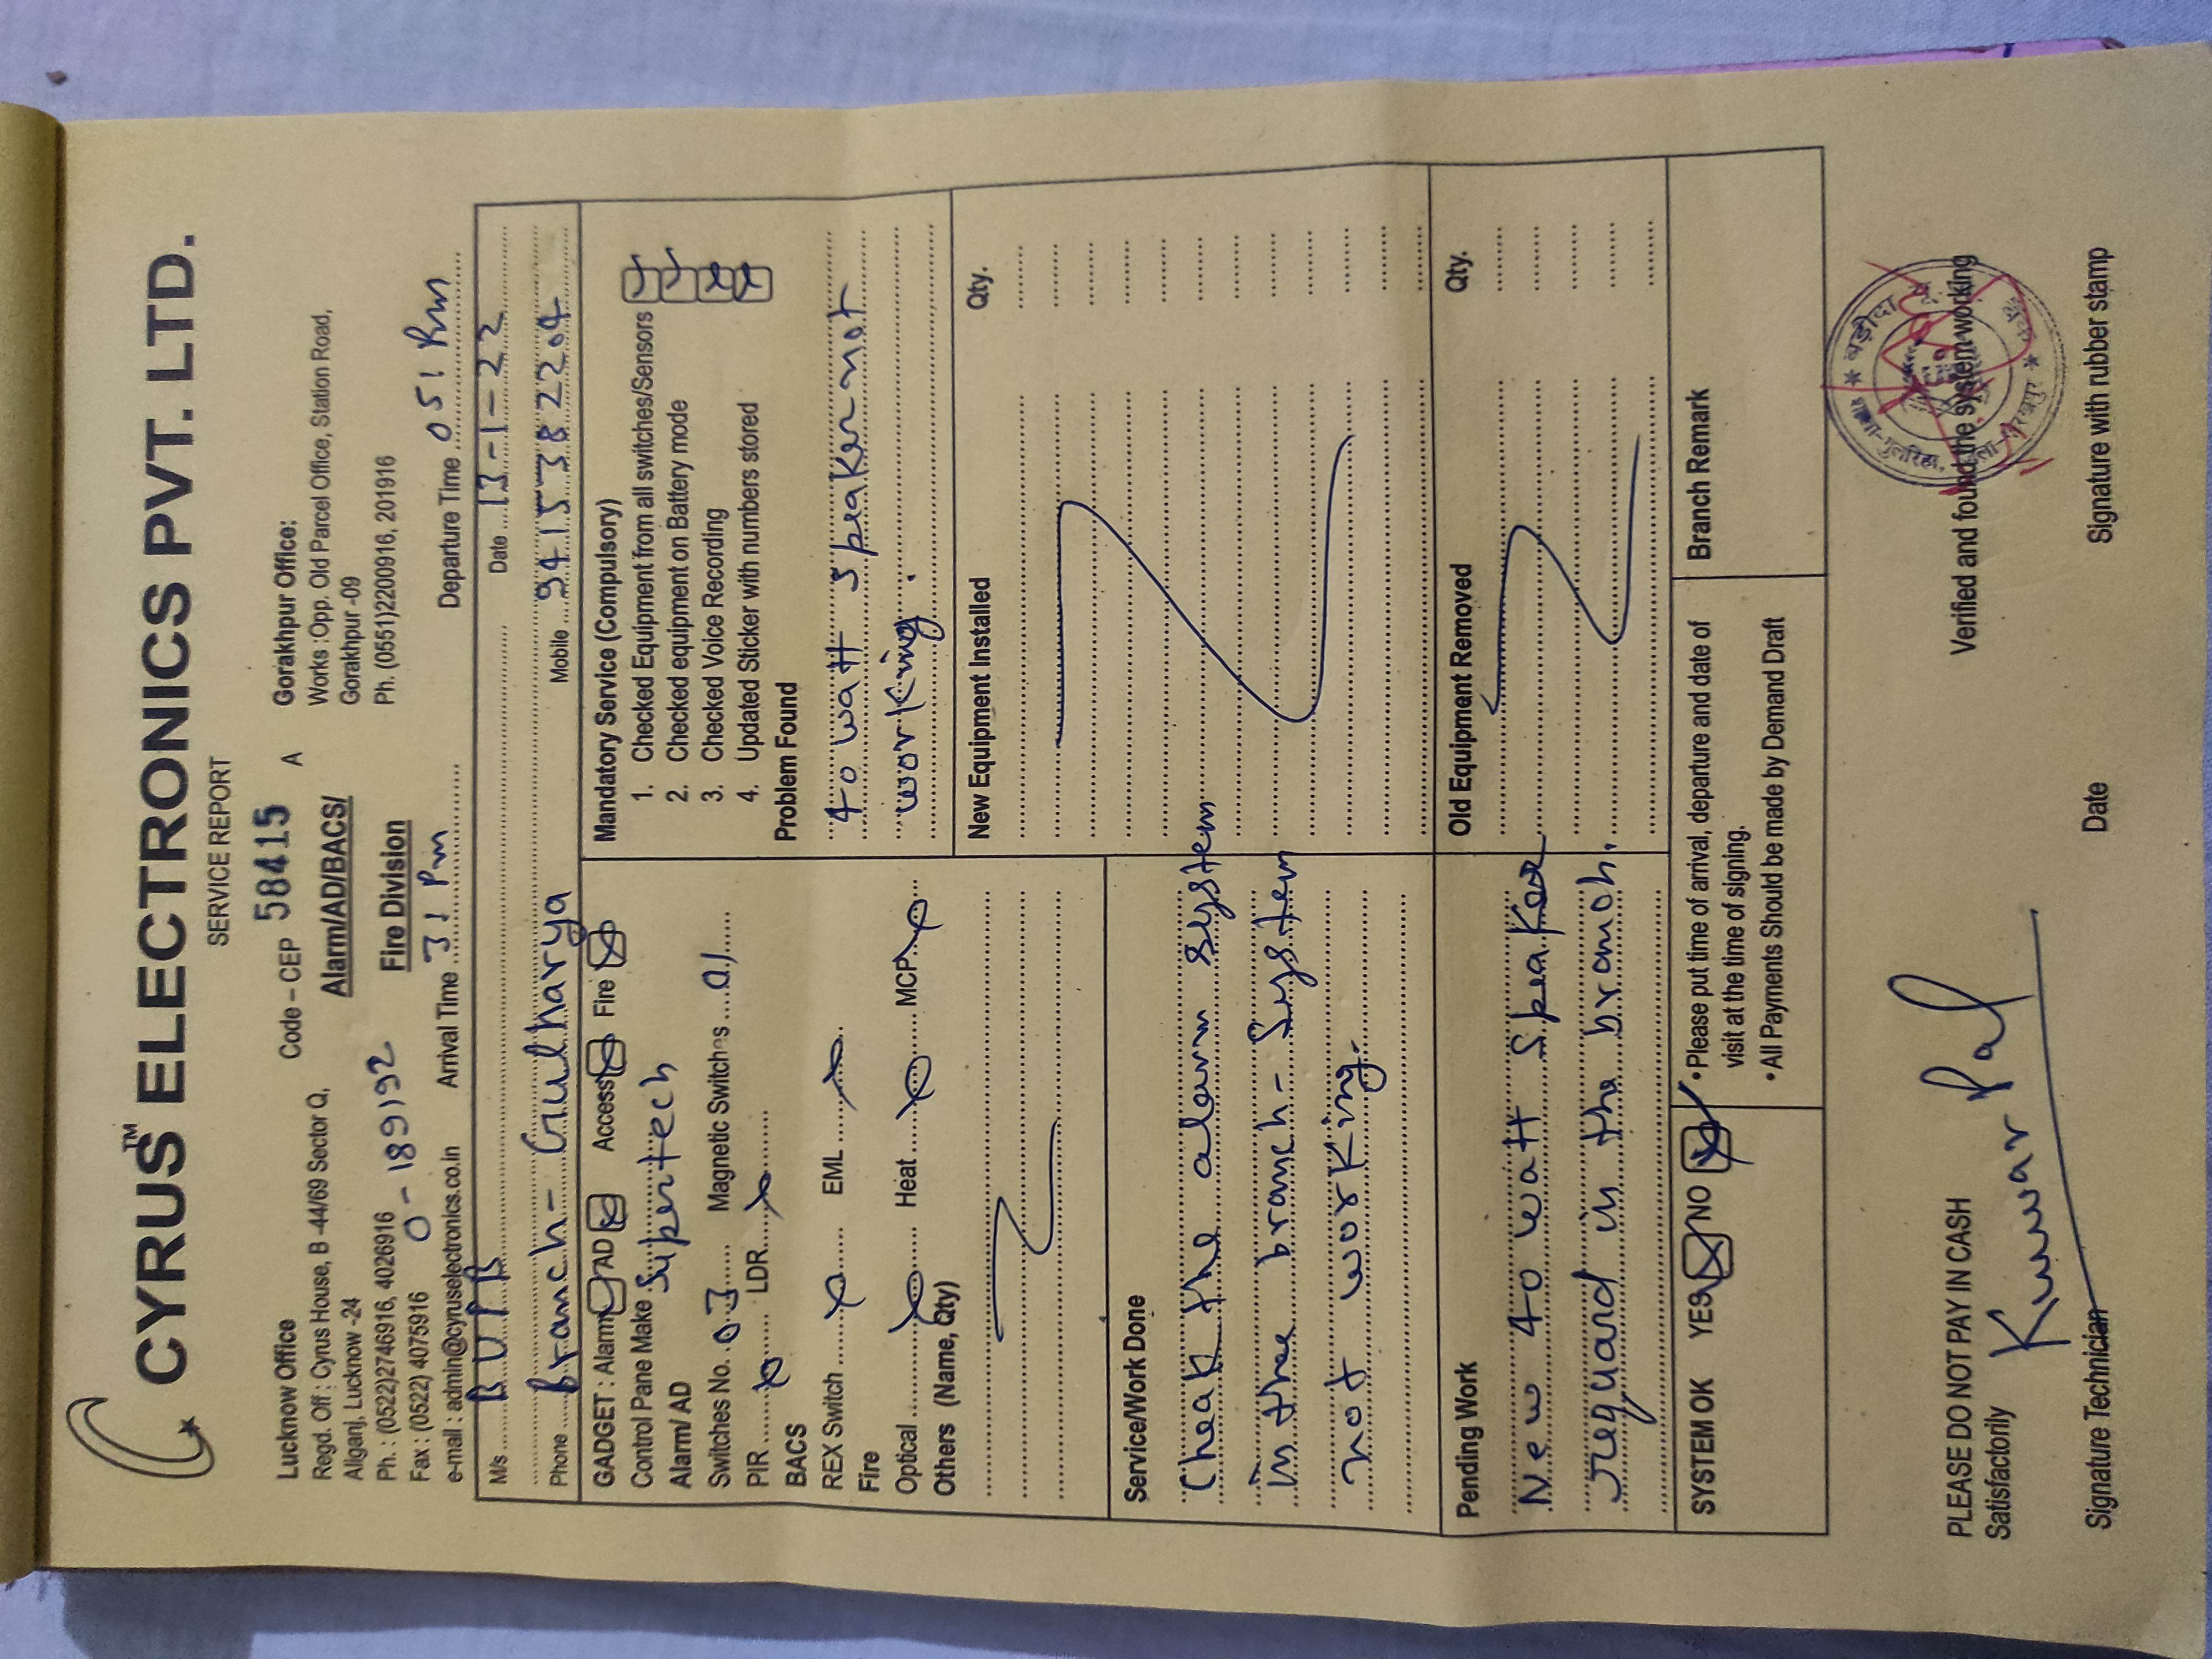 CYRUS™ ELECTRONICS PVT. LTD.
SERVICE REPORT
Lucknow Office
Regd. Off : Cyrus House, B -44/69 Sector Q,
Aliganj, Lucknow -24
Ph. : (0522)2746916, 4026916
Fax : (0522) 4075916
e-mail : admin@cyruselectronics.co.in
0-189192
Code – CEP 58415 A
Alarm/AD/BACS/
Fire Division
Gorakhpur Office:
Works :Opp. Old Parcel Office, Station Road,
Gorakhpur -09
Ph. (0551)2200916, 201916
Arrival Time 3! Pm
Departure Time 05! Pm
M/s BUPB Date 13-1-22
Phone Branch- Gulharya Mobile 9415382204
GADGET : Alarm AD Access Fire
Control Pane Make Supertech
Alarm/ AD
Switches No. 03 Magnetic Switches 01
PIR LDR
BACS
REX Switch EML
Fire
Optical Heat MCP
Others (Name, Qty)
Mandatory Service (Compulsory)
1. Checked Equipment from all switches/Sensors
2. Checked equipment on Battery mode
3. Checked Voice Recording
4. Updated Sticker with numbers stored
Problem Found
40 watt speaker not
working.
New Equipment Installed Qty.
Service/Work Done
Cheak the alarm system
in the branch- System
not working.
Pending Work
New 40 watt Speaker
reguard in the branch.
Old Equipment Removed Qty.
SYSTEM OK YES NO
•Please put time of arrival, departure and date of
visit at the time of signing.
•All Payments Should be made by Demand Draft
Branch Remark
PLEASE DO NOT PAY IN CASH
Satisfactorily
Kunwar Pal
Signature Technician
Verified and found the system working
बड़ौदा
Date
Signature with rubber stamp